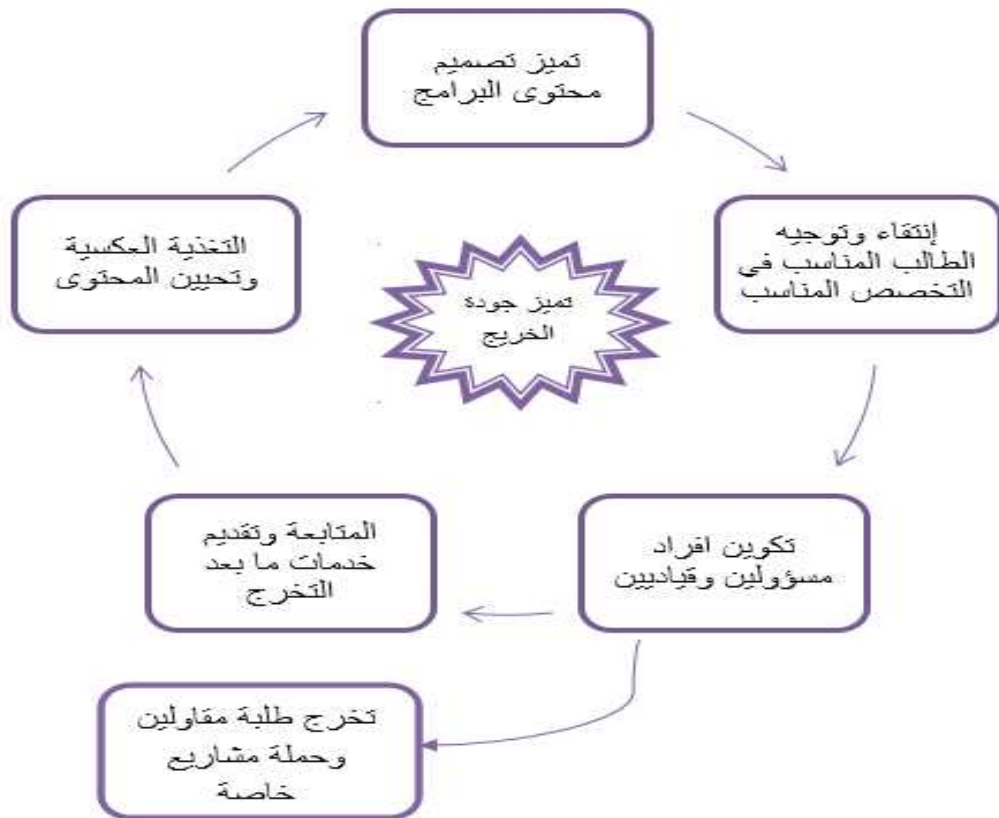 تميز تصميم
محتوى البرامج
إنتقاء وتوجيه
الطالب المناسب في
التخصص المناسب
تكوين افراد
مسؤولين وقياديين
المتابعة وتقديم
خدمات ما بعد
التخرج
تخرج طلبة مقاولين
وحملة مشاريع
خاصة
التغذية العكسية
وتحيين المحتوى
تميز جودة
الخريج